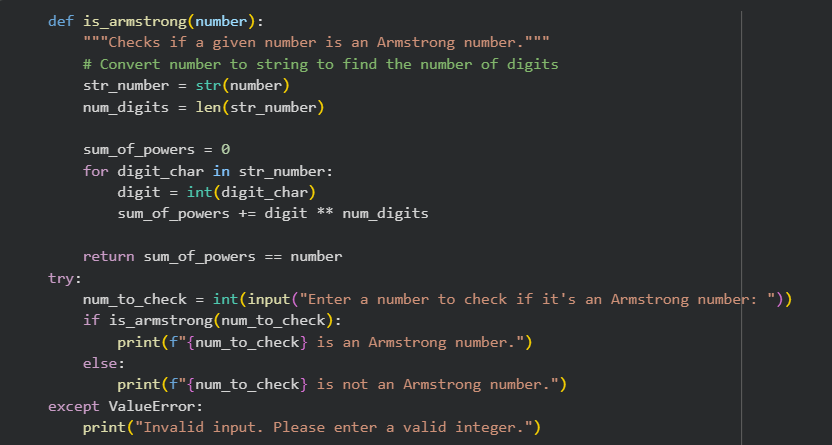 def is_armstrong(number):
    """Checks if a given number is an Armstrong number."""
    # Convert number to string to find the number of digits
    str_number = str(number)
    num_digits = len(str_number)

    sum_of_powers = 0
    for digit_char in str_number:
        digit = int(digit_char)
        sum_of_powers += digit ** num_digits

    return sum_of_powers == number
try:
    num_to_check = int(input("Enter a number to check if it's an Armstrong number: "))
    if is_armstrong(num_to_check):
        print(f"{num_to_check} is an Armstrong number.")
    else:
        print(f"{num_to_check} is not an Armstrong number.")
except ValueError:
    print("Invalid input. Please enter a valid integer.")